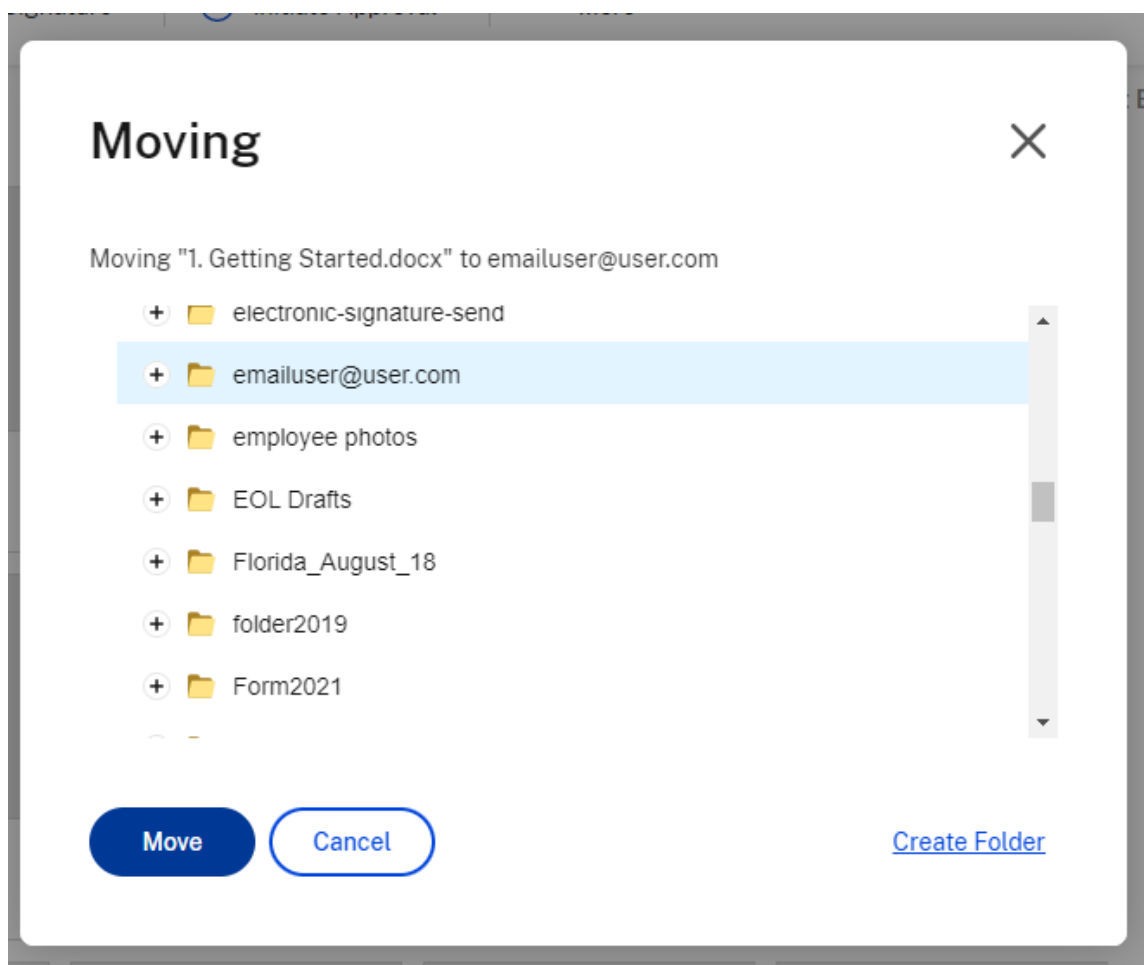 Moving
Moving "1. Getting Started.docx" to emailuser@user.com
electronic-signature-send
emailuser@user.com
employee photos
EOL Drafts
Florida_August_18
folder2019
Form2021
Move Cancel Create Folder